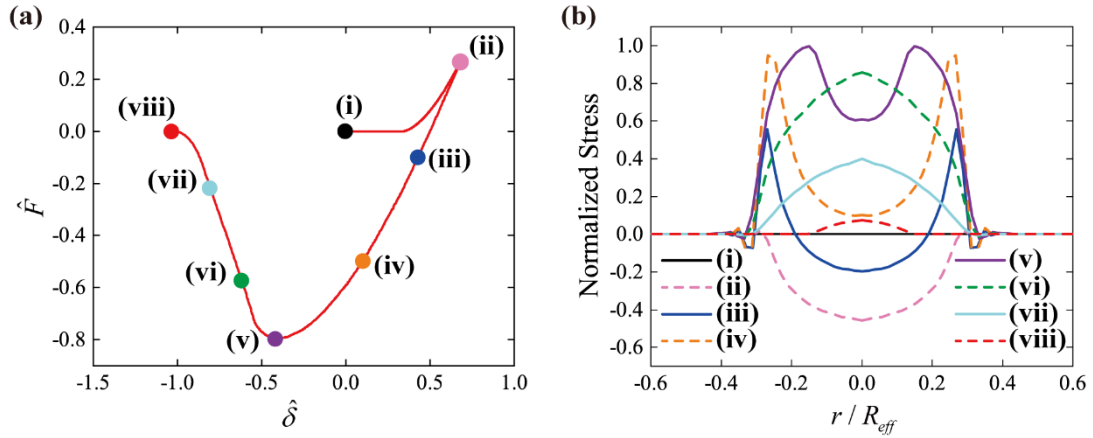 (a)
0.4
0.2
0.0
-0.2
-0.4
-0.6
-0.8
F̂
(i)
(ii)
(iii)
(iv)
(v)
(vi)
(vii)
(viii)
-1.5 -1.0 -0.5 0.0 0.5 1.0
δ̂
(b)
1.0
0.8
0.6
0.4
0.2
0.0
-0.2
-0.4
-0.6
Normalized Stress
(i) (v)
(ii) (vi)
(iii) (vii)
(iv) (viii)
-0.6 -0.4 -0.2 0.0 0.2 0.4 0.6
r / R_eff